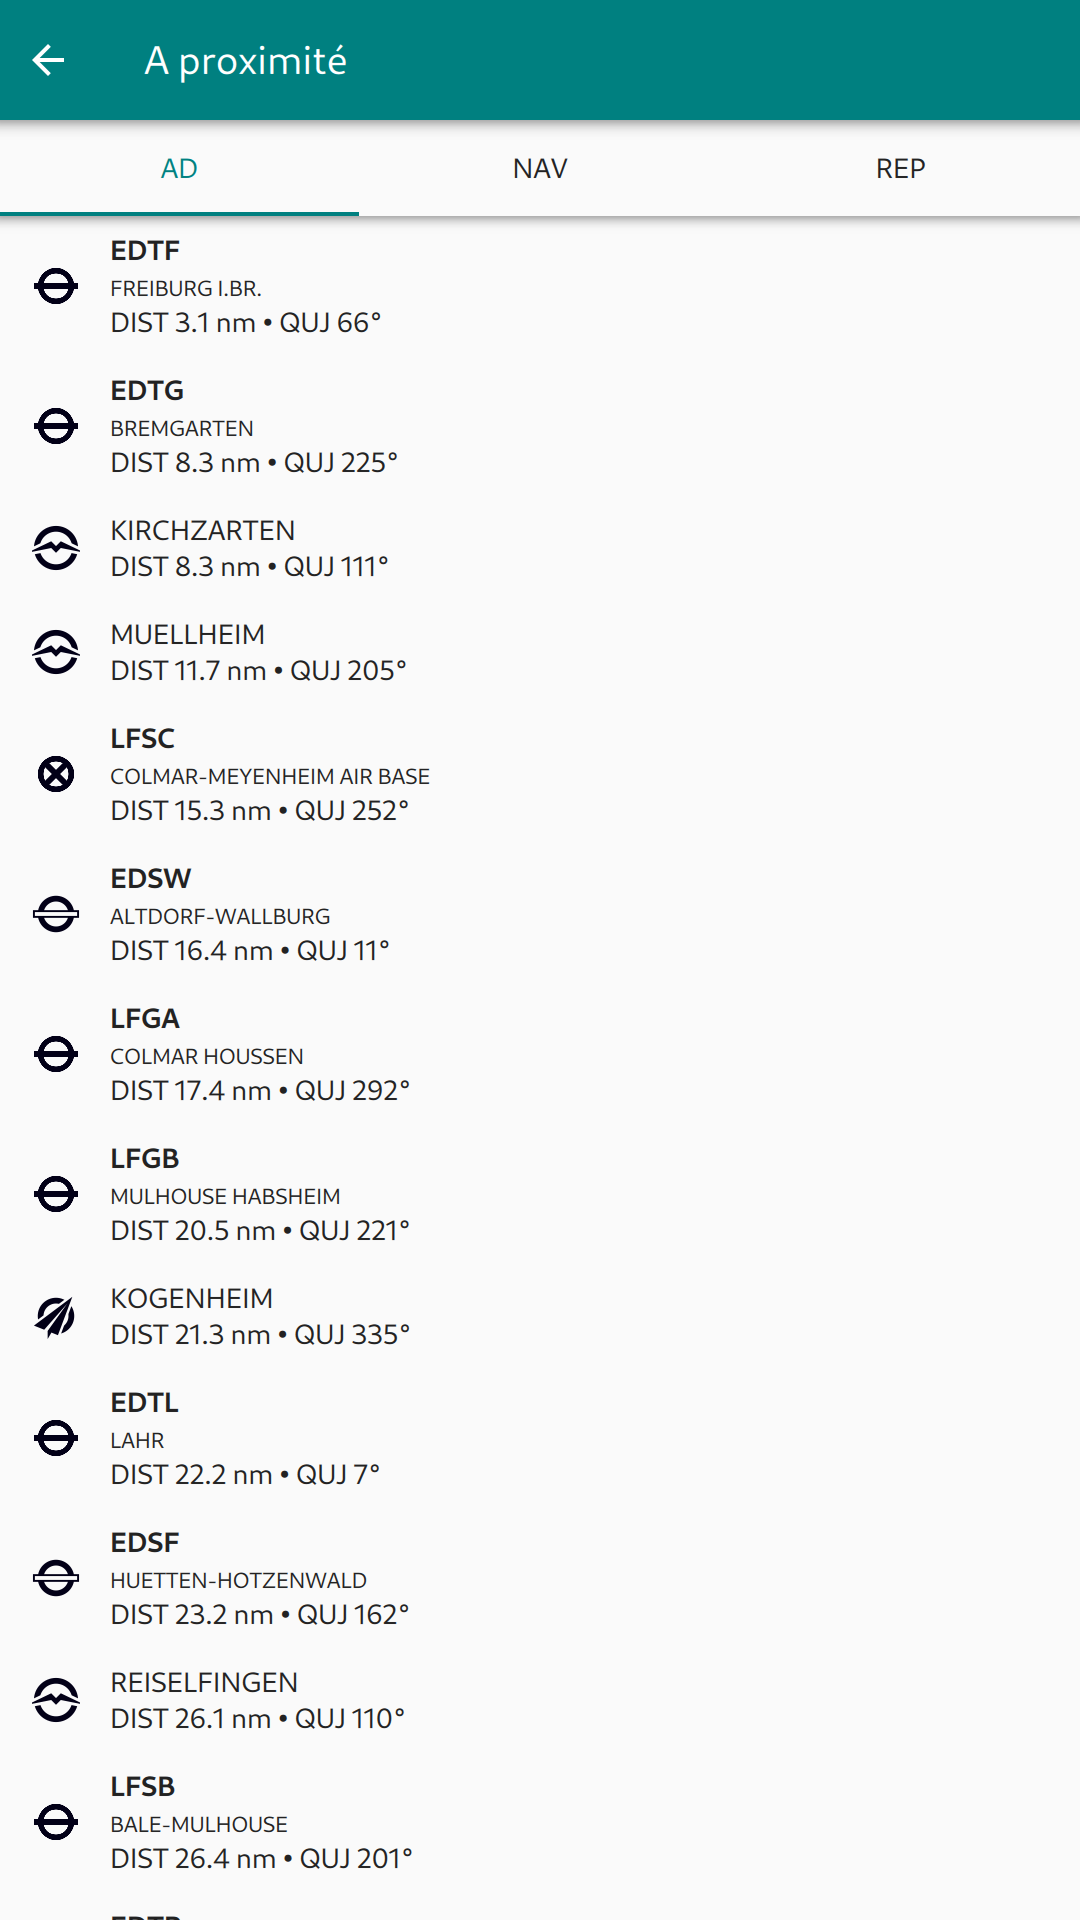 A proximité
AD
NAV
REP
EDTF
FREIBURG I.BR.
DIST 3.1 nm • QUJ 66°
EDTG
BREMGARTEN
DIST 8.3 nm • QUJ 225°
KIRCHZARTEN
DIST 8.3 nm • QUJ 111°
MUELLHEIM
DIST 11.7 nm • QUJ 205°
LFSC
COLMAR-MEYENHEIM AIR BASE
DIST 15.3 nm • QUJ 252°
EDSW
ALTDORF-WALLBURG
DIST 16.4 nm • QUJ 11°
LFGA
COLMAR HOUSSEN
DIST 17.4 nm • QUJ 292°
LFGB
MULHOUSE HABSHEIM
DIST 20.5 nm • QUJ 221°
KOGENHEIM
DIST 21.3 nm • QUJ 335°
EDTL
LAHR
DIST 22.2 nm • QUJ 7°
EDSF
HUETTEN-HOTZENWALD
DIST 23.2 nm • QUJ 162°
REISELFINGEN
DIST 26.1 nm • QUJ 110°
LFSB
BALE-MULHOUSE
DIST 26.4 nm • QUJ 201°